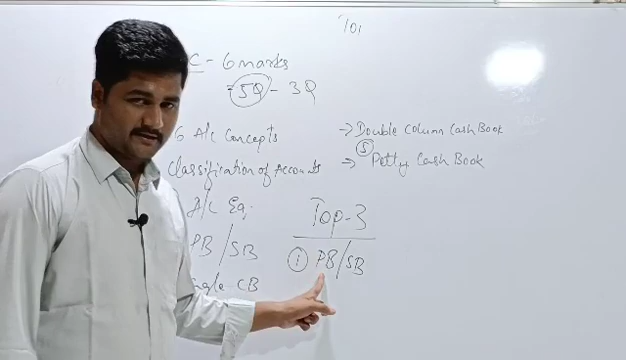 101
C - 6 marks
= 5Q - 3Q
6 A/c Concepts
Classification of Accounts
A/c Eq.
PB/SB
CB
→ Double Column Cash Book
⑤
→ Petty Cash Book
Top-3
① PB/SB